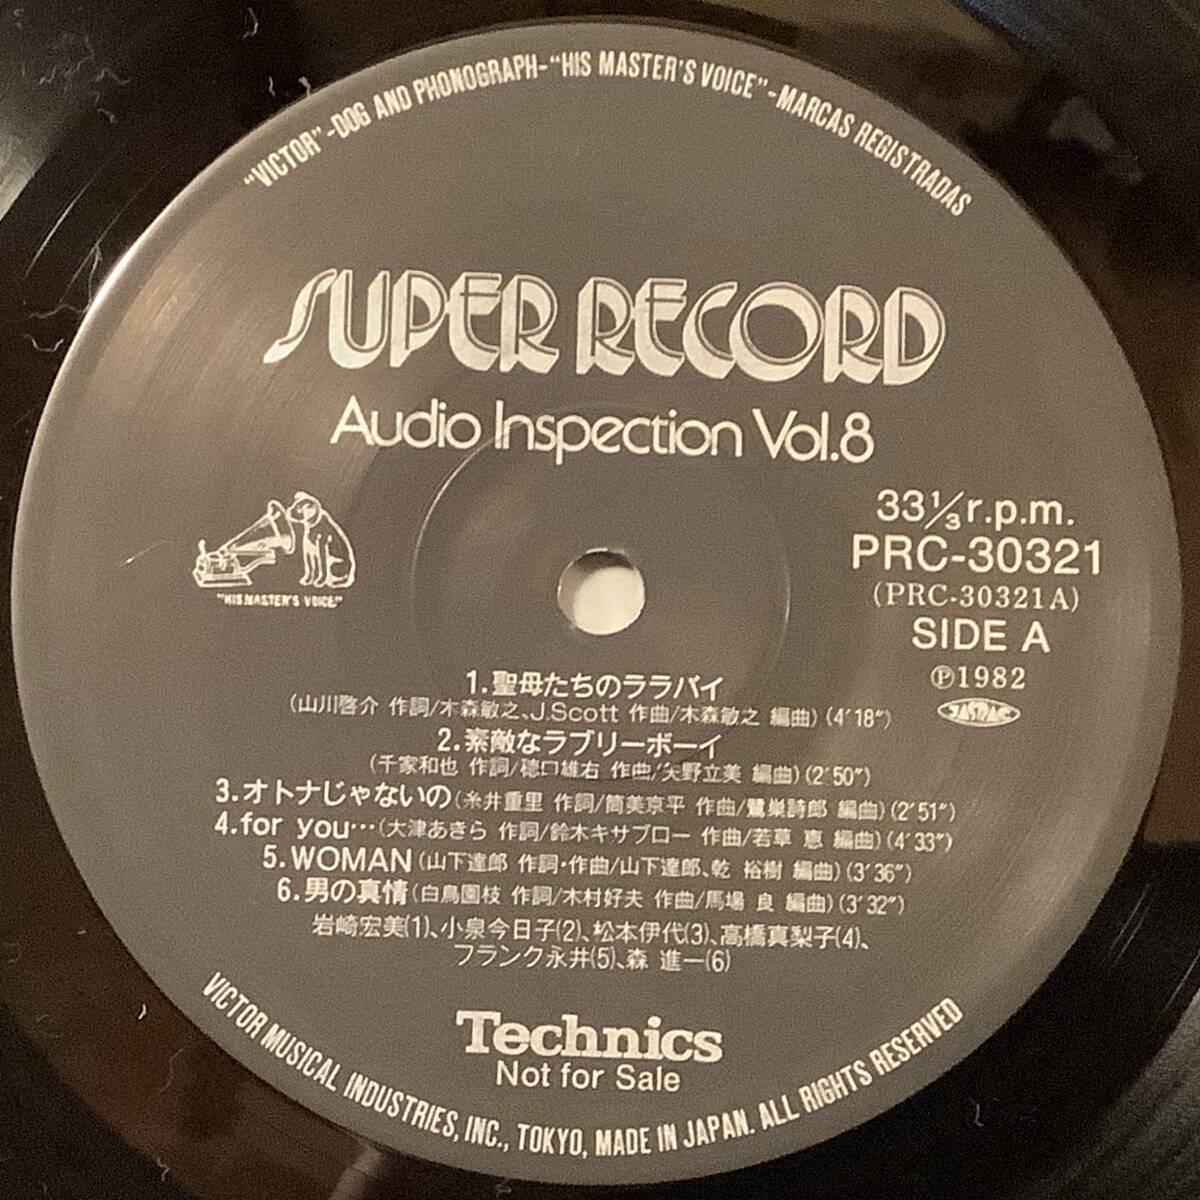 "VICTOR"-DOG AND PHONOGRAPH-"HIS MASTER'S VOICE"-MARCAS REGISTRADAS
SUPER RECORD
Audio Inspection Vol.8
"HIS MASTER'S VOICE"
33⅓r.p.m.
PRC-30321
(PRC-30321A)
SIDE A
℗1982
JASRAC
1.聖母たちのララバイ
(山川啓介 作詞/木森敏之、J.Scott 作曲/木森敏之 編曲)(4'18")
2.素敵なラブリーボーイ
(千家和也 作詞/穂口雄右 作曲/矢野立美 編曲)(2'50")
3.オトナじゃないの(糸井重里 作詞/筒美京平 作曲/鷺巣詩郎 編曲)(2'51")
4.for you…(大津あきら 作詞/鈴木キサブロー 作曲/若草 恵 編曲)(4'33")
5.WOMAN(山下達郎 作詞・作曲/山下達郎、乾 裕樹 編曲)(3'36")
6.男の真情(白鳥園枝 作詞/木村好夫 作曲/馬場 良 編曲)(3'32")
岩崎宏美(1)、小泉今日子(2)、松本伊代(3)、高橋真梨子(4)、
フランク永井(5)、森 進一(6)
Technics
Not for Sale
VICTOR MUSICAL INDUSTRIES, INC., TOKYO, MADE IN JAPAN. ALL RIGHTS RESERVED